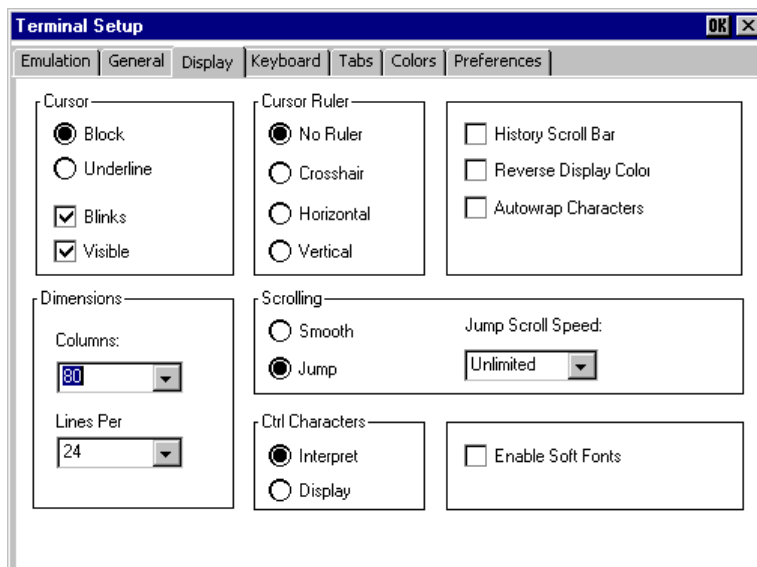 Terminal Setup OK
Emulation General Display Keyboard Tabs Colors Preferences
Cursor
Block
Underline
Blinks
Visible
Cursor Ruler
No Ruler
Crosshair
Horizontal
Vertical
History Scroll Bar
Reverse Display Color
Autowrap Characters
Dimensions
Columns:
80
Lines Per
24
Scrolling
Smooth
Jump
Jump Scroll Speed:
Unlimited
Ctrl Characters
Interpret
Display
Enable Soft Fonts